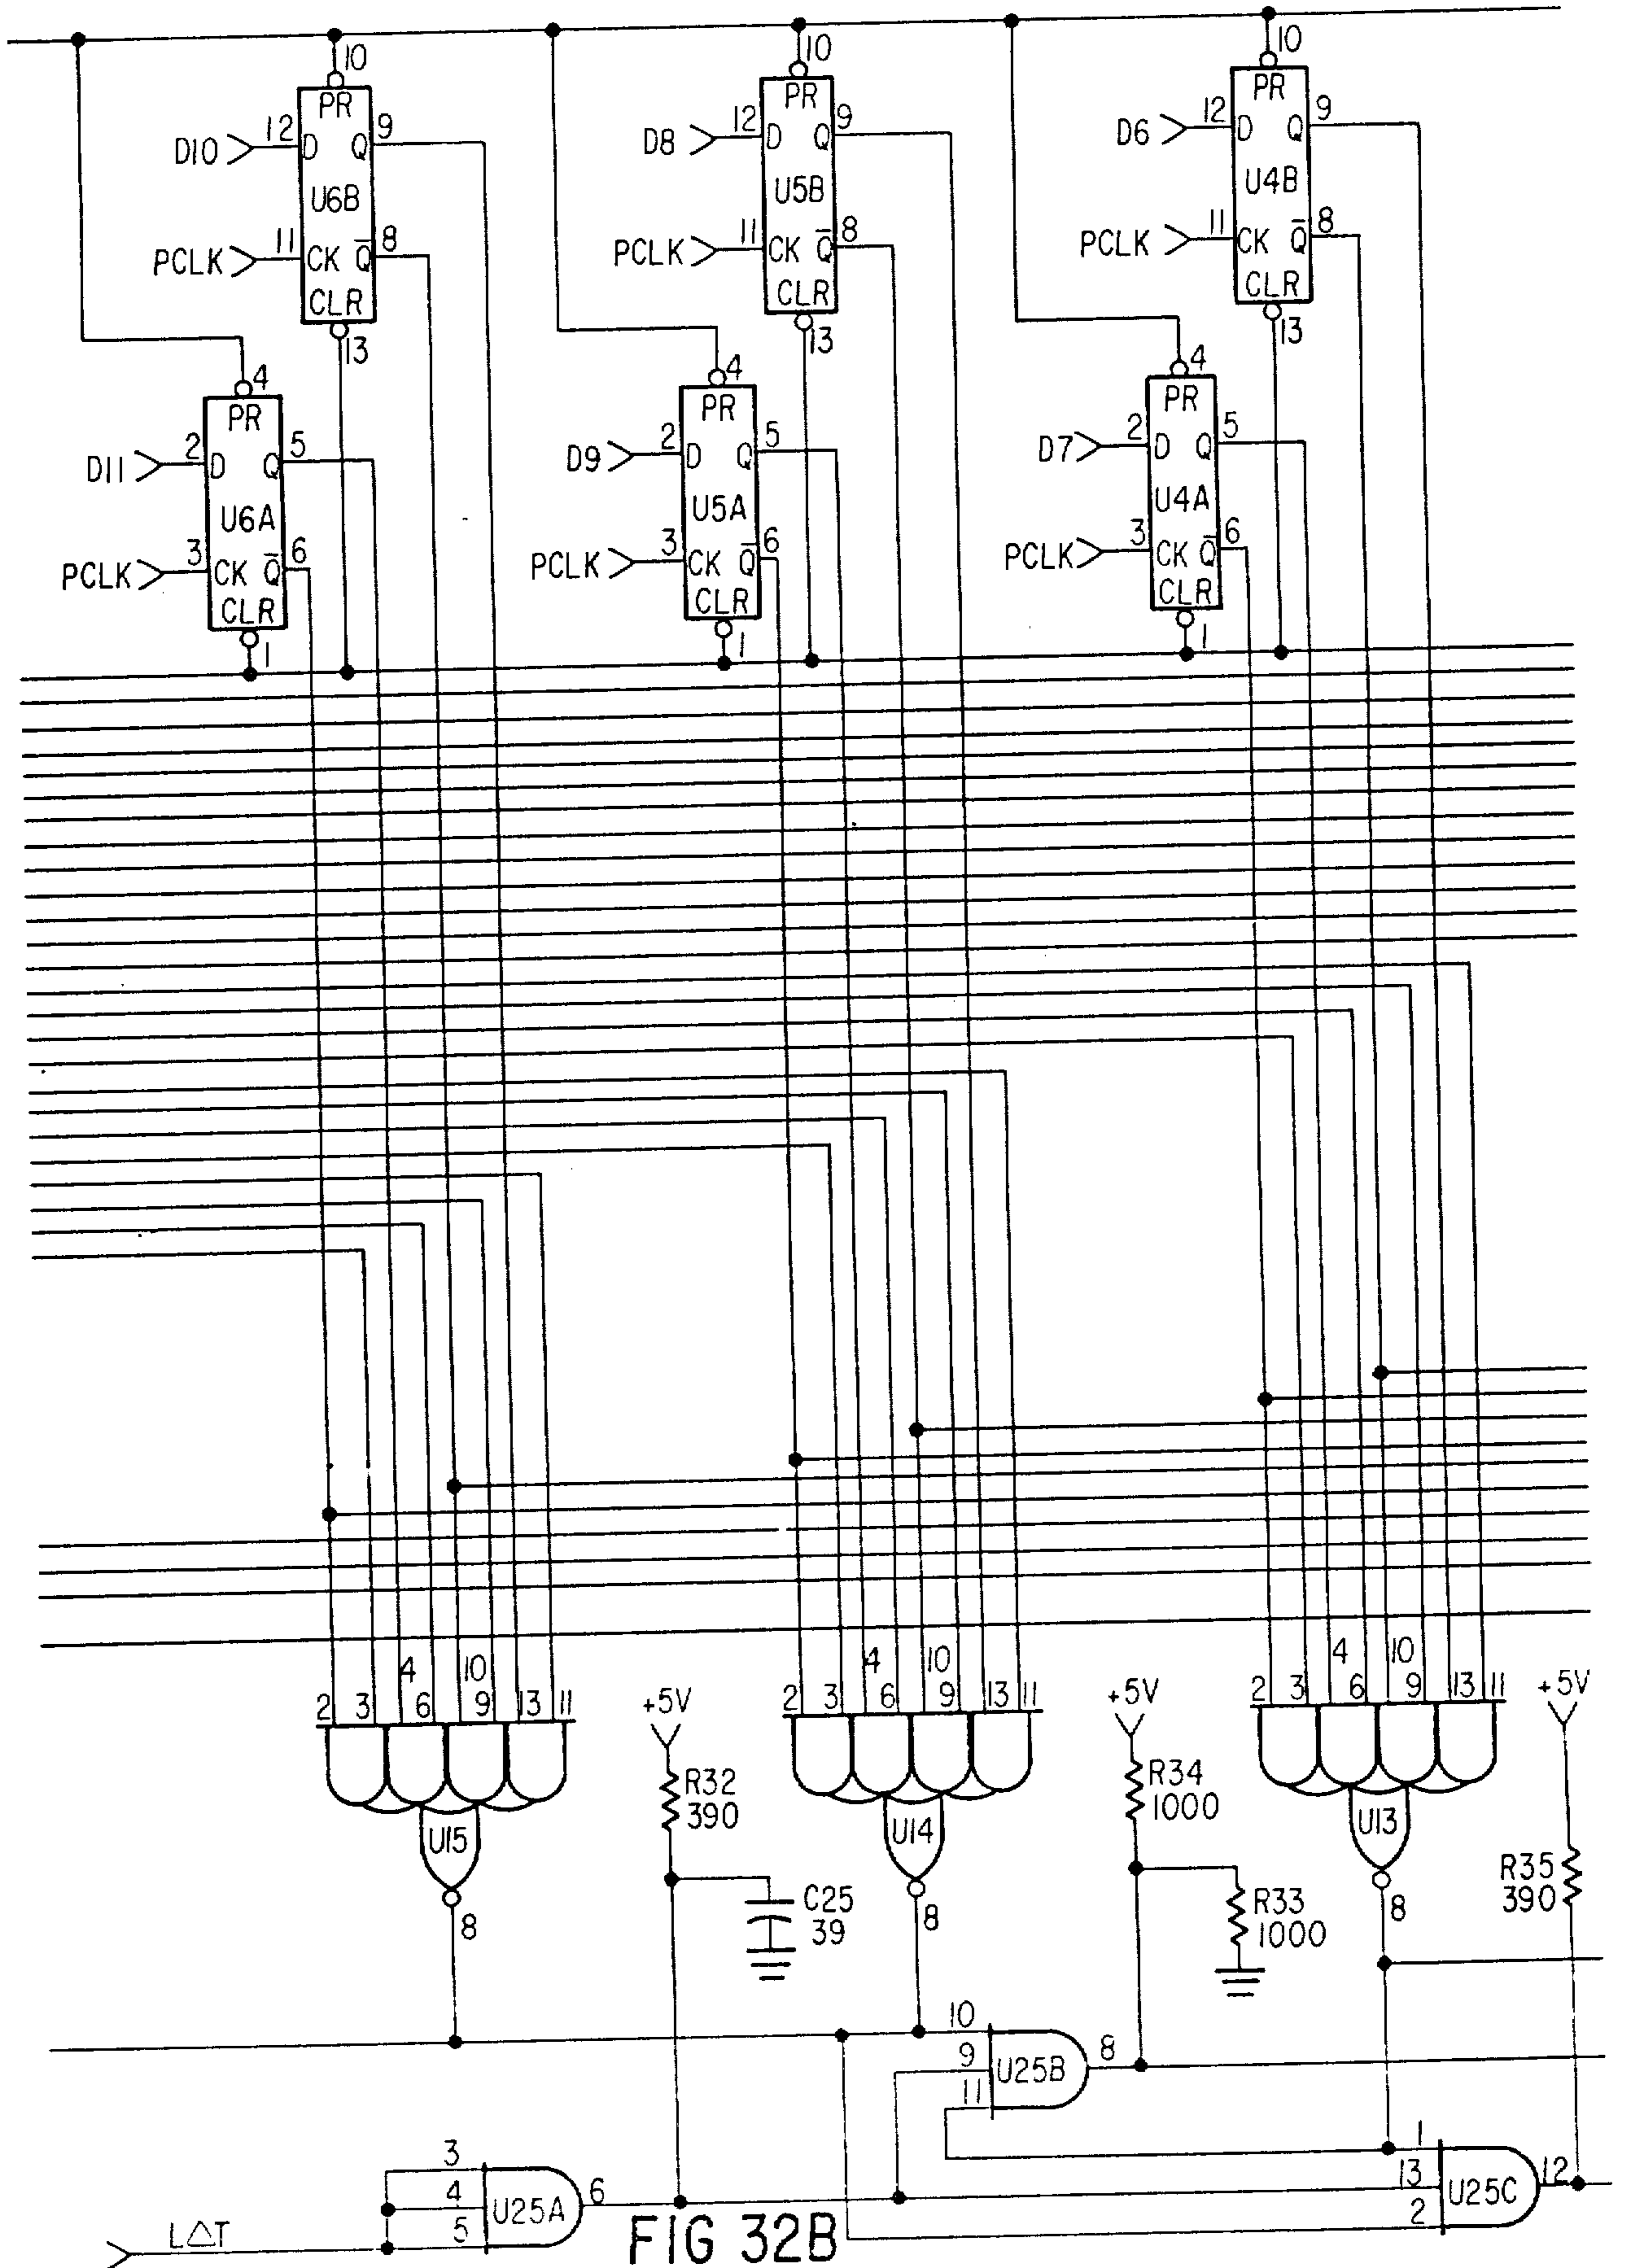 10 10 10
PR PR PR
D10 12 D Q 9 D8 12 D Q 9 D6 12 D Q 9
U6B U5B U4B
PCLK 11 CK Q̅ 8 PCLK 11 CK Q̅ 8 PCLK 11 CK Q̅ 8
CLR CLR CLR
13 13 13
4 4 4
PR PR PR
D11 2 D Q 5 D9 2 D Q 5 D7 2 D Q 5
U6A U5A U4A
PCLK 3 CK Q̅ 6 PCLK 3 CK Q̅ 6 PCLK 3 CK Q̅ 6
CLR CLR CLR
1 1 1
4 10 4 10 4 10
2 3 6 9 13 11 2 3 6 9 13 11 2 3 6 9 13 11
+5V +5V +5V
R32
390
R34
1000
U15 U14 U13
R35
390
C25
39
R33
1000
8 8 8
10
9 U25B 8
11
1
13 U25C 12
2
3
4 U25A 6
5
LΔT
FIG 32B